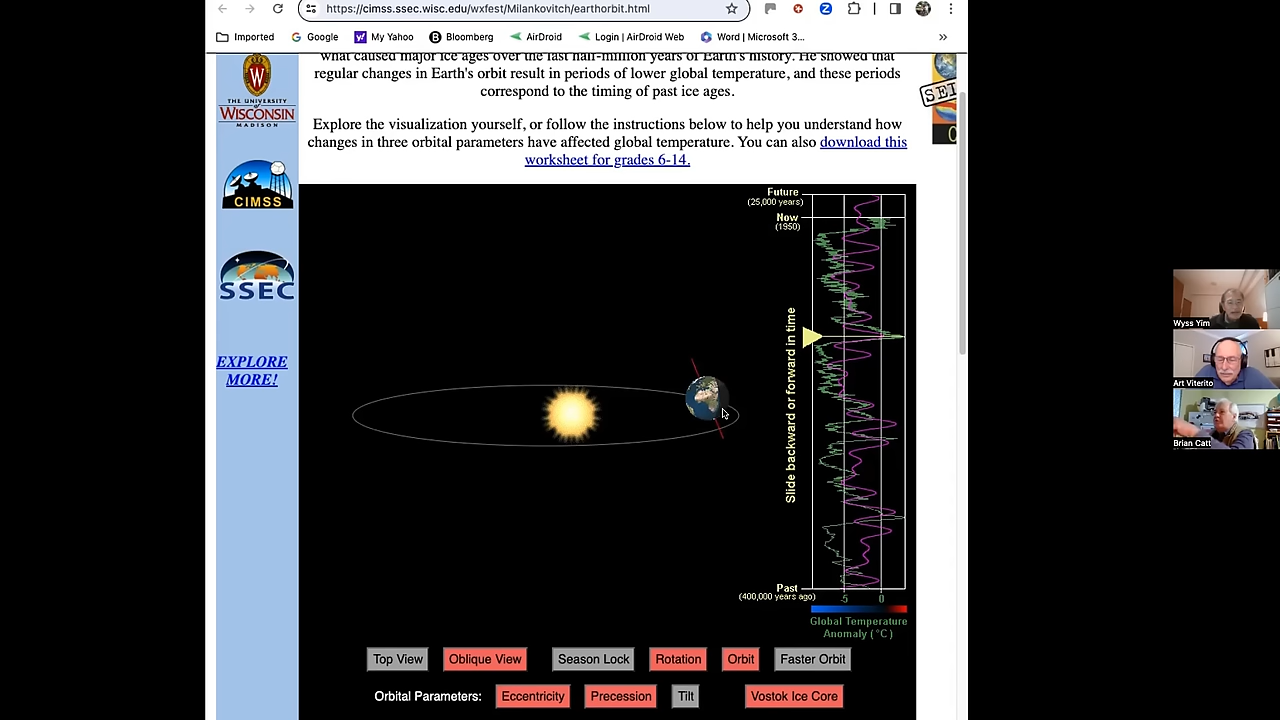 https://cimss.ssec.wisc.edu/wxfest/Milankovitch/earthorbit.html
Imported
Google
My Yahoo
Bloomberg
AirDroid
Login | AirDroid Web
Word | Microsoft 3...
»
what caused major ice ages over the last half-million years of Earth's history. He showed that
regular changes in Earth's orbit result in periods of lower global temperature, and these periods
correspond to the timing of past ice ages.
Explore the visualization yourself, or follow the instructions below to help you understand how
changes in three orbital parameters have affected global temperature. You can also download this
worksheet for grades 6-14.
W
THE UNIVERSITY
of
WISCONSIN
MADISON
CIMSS
SSEC
EXPLORE
MORE!
Future
(25,000 years)
Now
(1950)
Slide backward or forward in time
Past
(400,000 years ago)
-5 0
Global Temperature
Anomaly (°C)
Top View
Oblique View
Season Lock
Rotation
Orbit
Faster Orbit
Orbital Parameters:
Eccentricity
Precession
Tilt
Vostok Ice Core
Wyss Yim
Art Viterito
Brian Catt